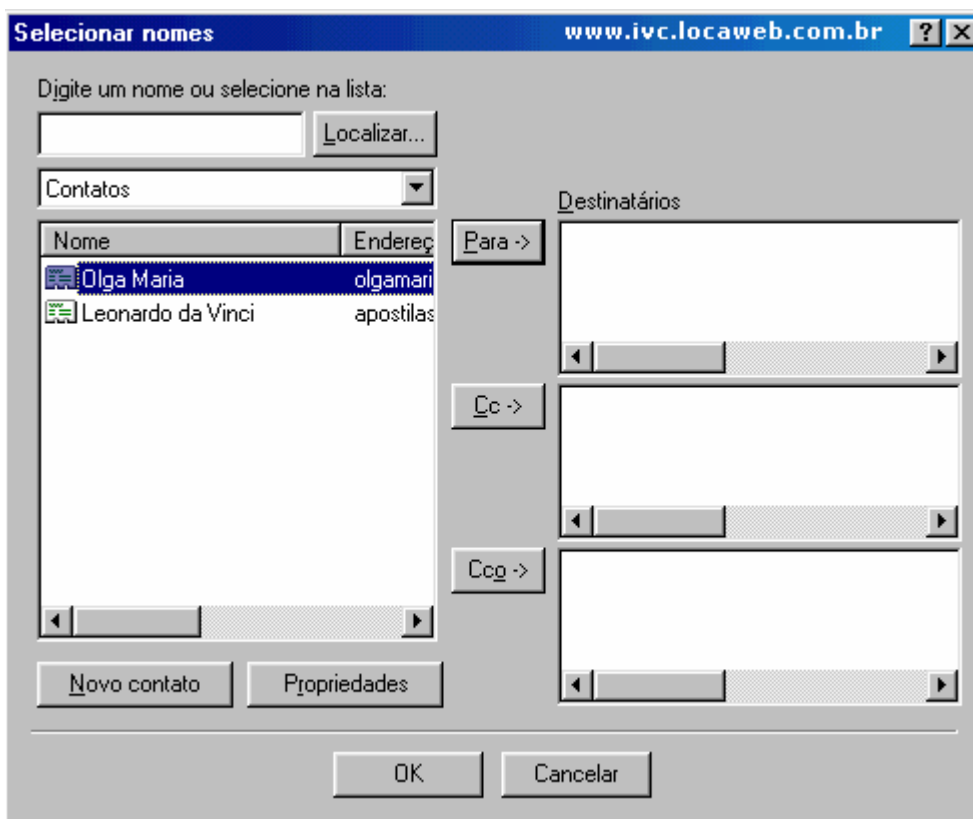 Selecionar nomes www.ivc.locaweb.com.br
Digite um nome ou selecione na lista:
Localizar...
Contatos
Destinatários
Nome Endereç
Para ->
Olga Maria olgamari
Leonardo da Vinci apostilas
Cc ->
Cco ->
Novo contato Propriedades
OK Cancelar